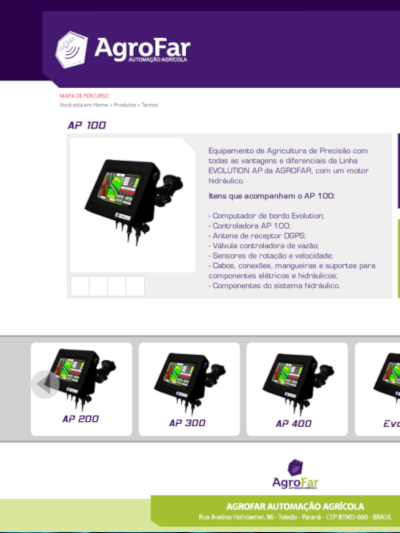 AgroFar
AUTOMAÇÃO AGRÍCOLA
MAPA DE PERCURSO
Você está em Home > Produtos > Termos
AP 100
Equipamento de Agricultura de Precisão com
todas as vantagens e diferenciais da Linha
EVOLUTION AP da AGROFAR, com um motor
hidráulico.
Itens que acompanham o AP 100:
- Computador de bordo Evolution;
- Controladora AP 100;
- Antena de receptor DGPS;
- Válvula controladora de vazão;
- Sensores de rotação e velocidade;
- Cabos, conexões, mangueiras e suportes para
componentes elétricos e hidráulicos;
- Componentes do sistema hidráulico.
AP 200
AP 300
AP 400
Evo
AgroFar
AGROFAR AUTOMAÇÃO AGRÍCOLA
Rua Avelino Hofstaetter, 96 - Toledo - Paraná - CEP 85903-660 - BRASIL